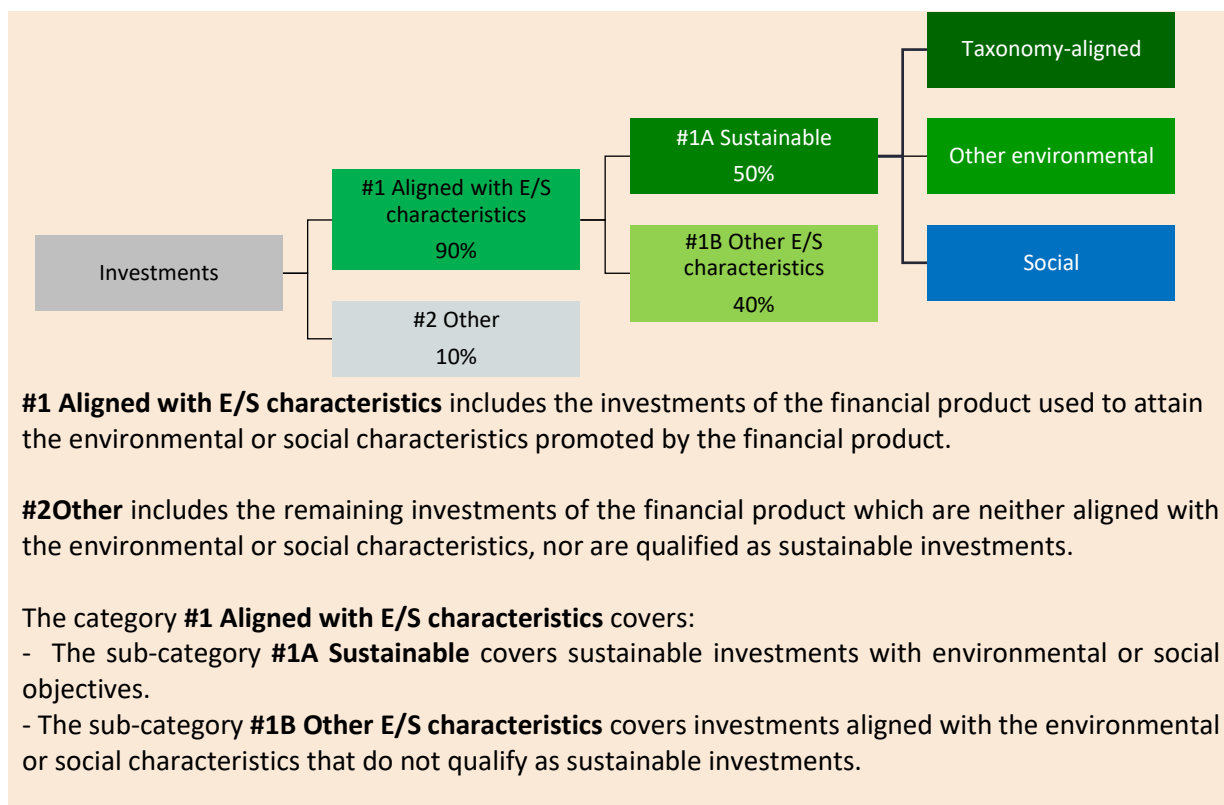 Taxonomy-aligned
#1A Sustainable
50%
Other environmental
#1 Aligned with E/S
characteristics
90%
#1B Other E/S
characteristics
40%
Social
Investments
#2 Other
10%
#1 Aligned with E/S characteristics includes the investments of the financial product used to attain
the environmental or social characteristics promoted by the financial product.
#2Other includes the remaining investments of the financial product which are neither aligned with
the environmental or social characteristics, nor are qualified as sustainable investments.
The category #1 Aligned with E/S characteristics covers:
- The sub-category #1A Sustainable covers sustainable investments with environmental or social
objectives.
- The sub-category #1B Other E/S characteristics covers investments aligned with the environmental
or social characteristics that do not qualify as sustainable investments.